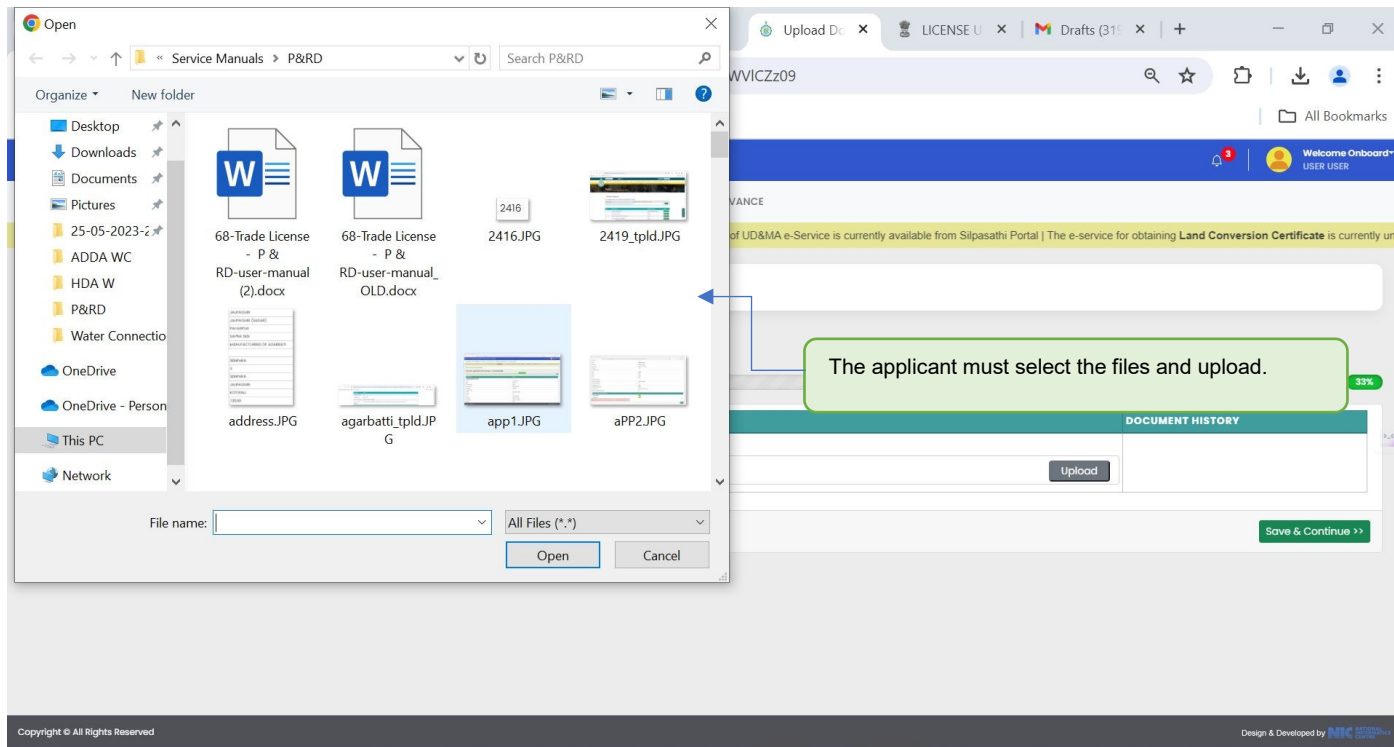 Open
Upload Do
LICENSE U
Drafts (315
« Service Manuals > P&RD
Search P&RD
WVlCZz09
Organize
New folder
All Bookmarks
Desktop
Downloads
Documents
Pictures
25-05-2023-2
ADDA WC
HDA W
P&RD
Water Connectio
OneDrive
OneDrive - Person
This PC
Network
68-Trade License
- P &
RD-user-manual
(2).docx
68-Trade License
- P &
RD-user-manual_
OLD.docx
2416
2416.JPG
2419_tpld.JPG
address.JPG
agarbatti_tpld.JP
G
app1.JPG
aPP2.JPG
File name:
All Files (*.*)
Open
Cancel
3
Welcome Onboard
USER USER
VANCE
of UD&MA e-Service is currently available from Silpasathi Portal | The e-service for obtaining Land Conversion Certificate is currently un
The applicant must select the files and upload.
33%
DOCUMENT HISTORY
Upload
Save & Continue >>
Copyright © All Rights Reserved
Design & Developed by NIC NATIONAL INFORMATICS CENTRE